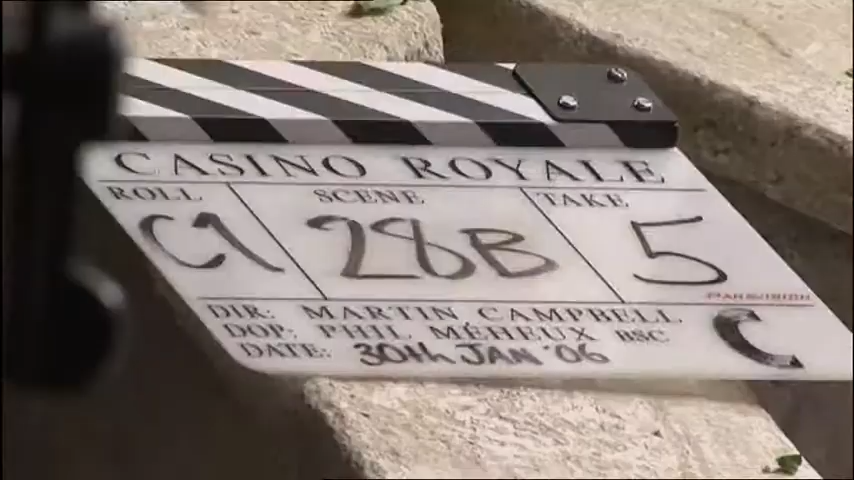 CASINO ROYALE
ROLL SCENE TAKE
C1 28B 5
PANAVISION
DIR: MARTIN CAMPBELL
DOP: PHIL MÉHEUX BSC
DATE: 30th JAN '06
C